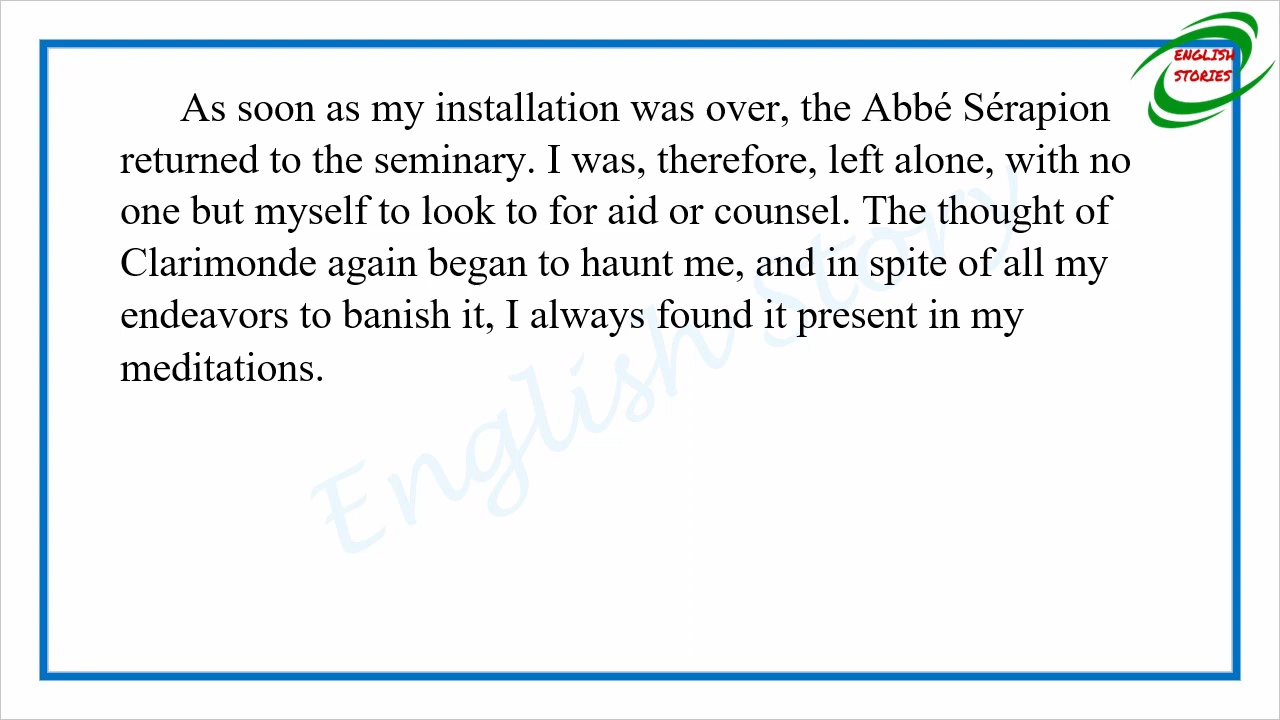 ENGLISH
STORIES
As soon as my installation was over, the Abbé Sérapion
returned to the seminary. I was, therefore, left alone, with no
one but myself to look to for aid or counsel. The thought of
Clarimonde again began to haunt me, and in spite of all my
endeavors to banish it, I always found it present in my
meditations.
English Story